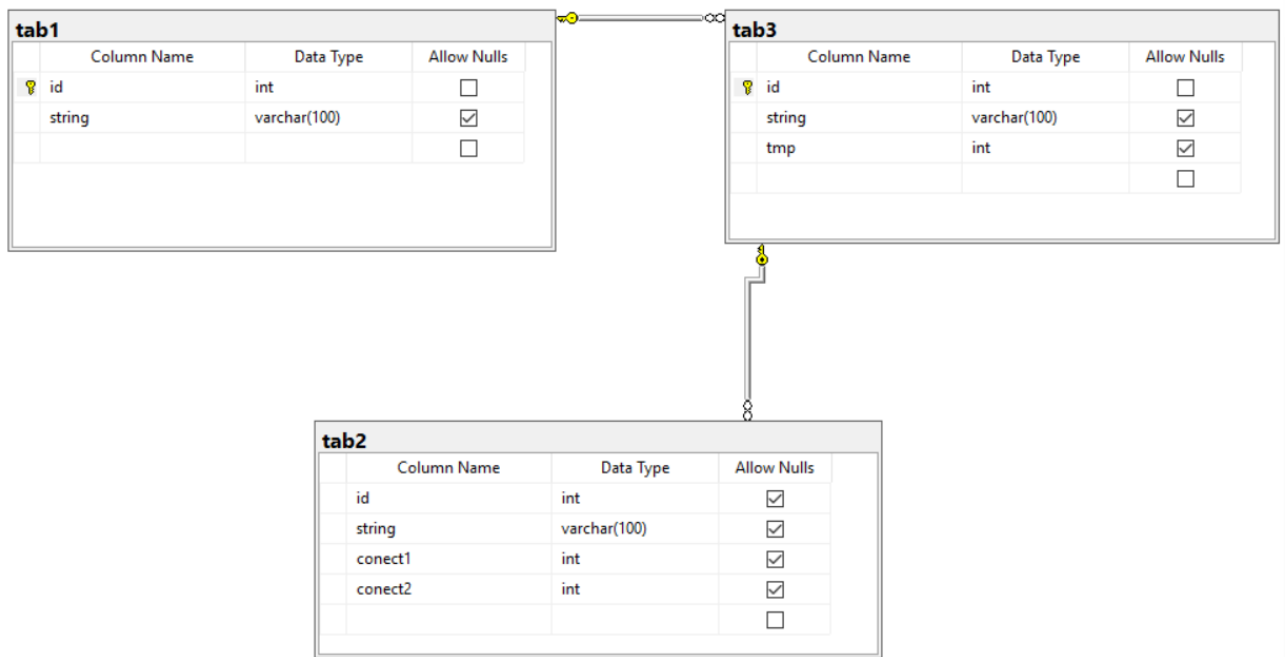 tab1
Column Name Data Type Allow Nulls
id int
string varchar(100)
tab3
Column Name Data Type Allow Nulls
id int
string varchar(100)
tmp int
tab2
Column Name Data Type Allow Nulls
id int
string varchar(100)
conect1 int
conect2 int